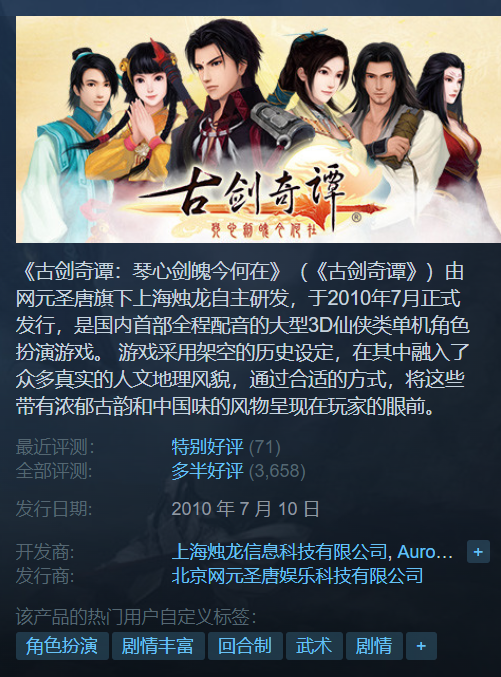 古剑奇谭
®
琴心剑魄今何在
《古剑奇谭：琴心剑魄今何在》（《古剑奇谭》）由
网元圣唐旗下上海烛龙自主研发，于2010年7月正式
发行，是国内首部全程配音的大型3D仙侠类单机角色
扮演游戏。 游戏采用架空的历史设定，在其中融入了
众多真实的人文地理风貌，通过合适的方式，将这些
带有浓郁古韵和中国味的风物呈现在玩家的眼前。
最近评测： 特别好评 (71)
全部评测： 多半好评 (3,658)
发行日期: 2010 年 7 月 10 日
开发商: 上海烛龙信息科技有限公司, Auro… +
发行商: 北京网元圣唐娱乐科技有限公司
该产品的热门用户自定义标签：
角色扮演 剧情丰富 回合制 武术 剧情 +